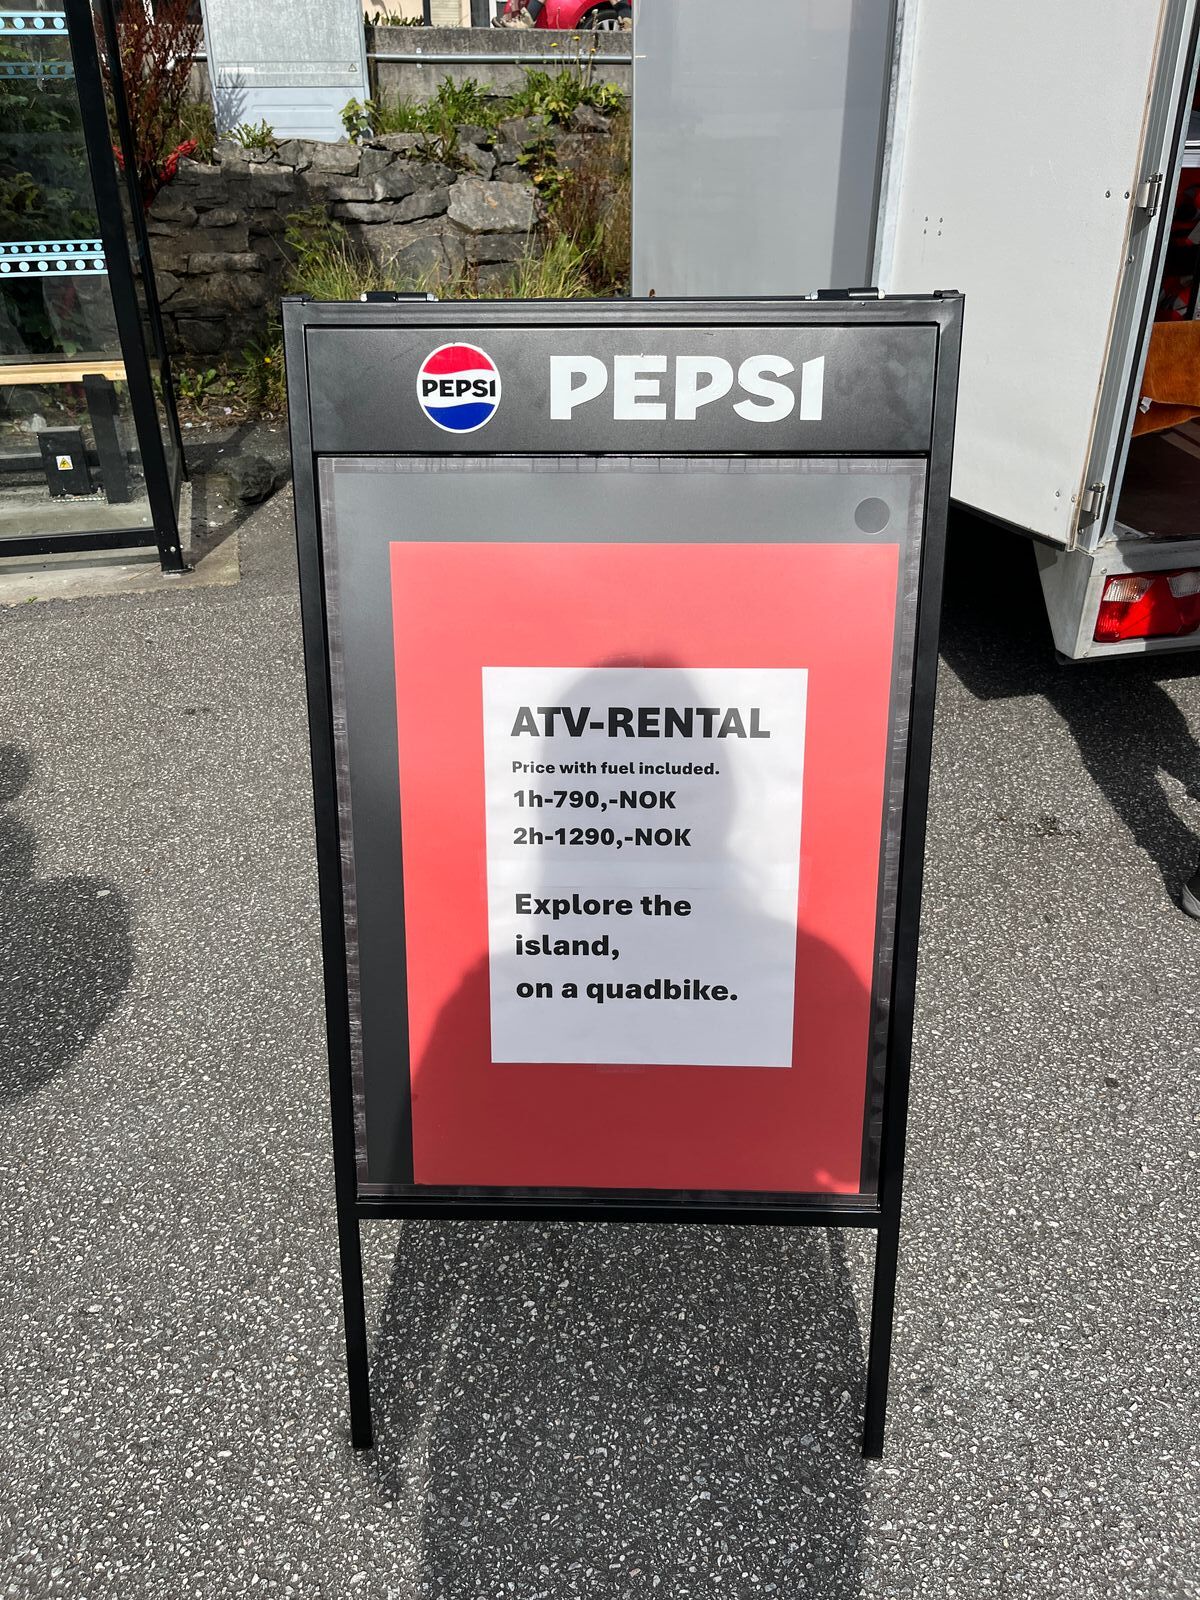 PEPSI PEPSI
ATV-RENTAL
Price with fuel included.
1h-790,-NOK
2h-1290,-NOK
Explore the
island,
on a quadbike.